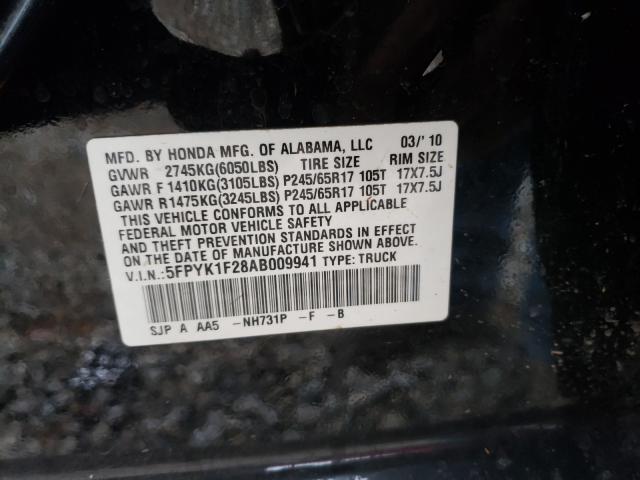 MFD. BY HONDA MFG. OF ALABAMA, LLC 03/'10
GVWR 2745KG(6050LBS) TIRE SIZE RIM SIZE
GAWR F 1410KG(3105LBS) P245/65R17 105T 17X7.5J
GAWR R1475KG(3245LBS) P245/65R17 105T 17X7.5J
THIS VEHICLE CONFORMS TO ALL APPLICABLE
FEDERAL MOTOR VEHICLE SAFETY
AND THEFT PREVENTION STANDARDS IN EFFECT
ON THE DATE OF MANUFACTURE SHOWN ABOVE.
V.I.N.:5FPYK1F28AB009941 TYPE:TRUCK
SJP A AA5 -NH731P -F -B